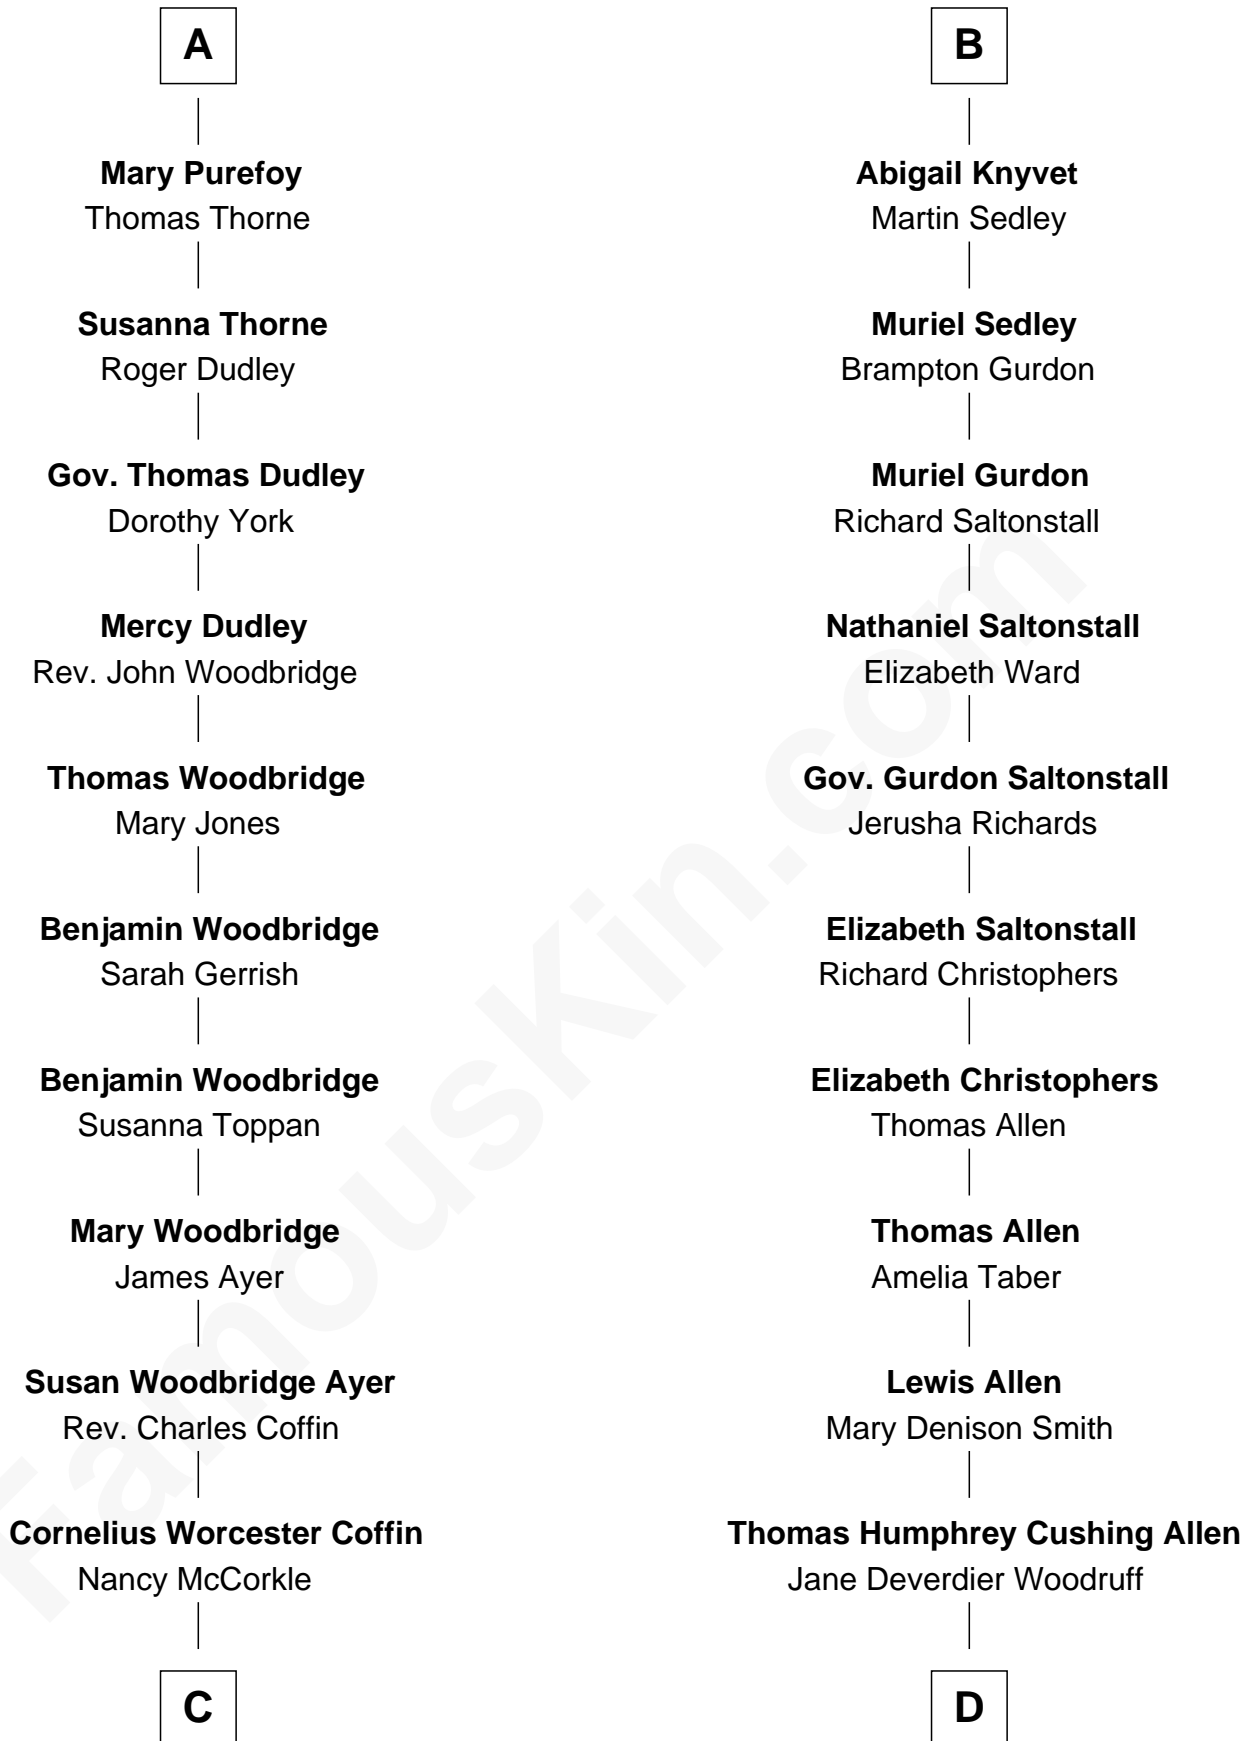 A
Mary Purefoy
Thomas Thorne
Susanna Thorne
Roger Dudley
Gov. Thomas Dudley
Dorothy York
Mercy Dudley
Rev. John Woodbridge
Thomas Woodbridge
Mary Jones
Benjamin Woodbridge
Sarah Gerrish
Benjamin Woodbridge
Susanna Toppan
Mary Woodbridge
James Ayer
Susan Woodbridge Ayer
Rev. Charles Coffin
Cornelius Worcester Coffin
Nancy McCorkle
C
B
Abigail Knyvet
Martin Sedley
Muriel Sedley
Brampton Gurdon
Muriel Gurdon
Richard Saltonstall
Nathaniel Saltonstall
Elizabeth Ward
Gov. Gurdon Saltonstall
Jerusha Richards
Elizabeth Saltonstall
Richard Christophers
Elizabeth Christophers
Thomas Allen
Thomas Allen
Amelia Taber
Lewis Allen
Mary Denison Smith
Thomas Humphrey Cushing Allen
Jane Deverdier Woodruff
D
FamousKin.com